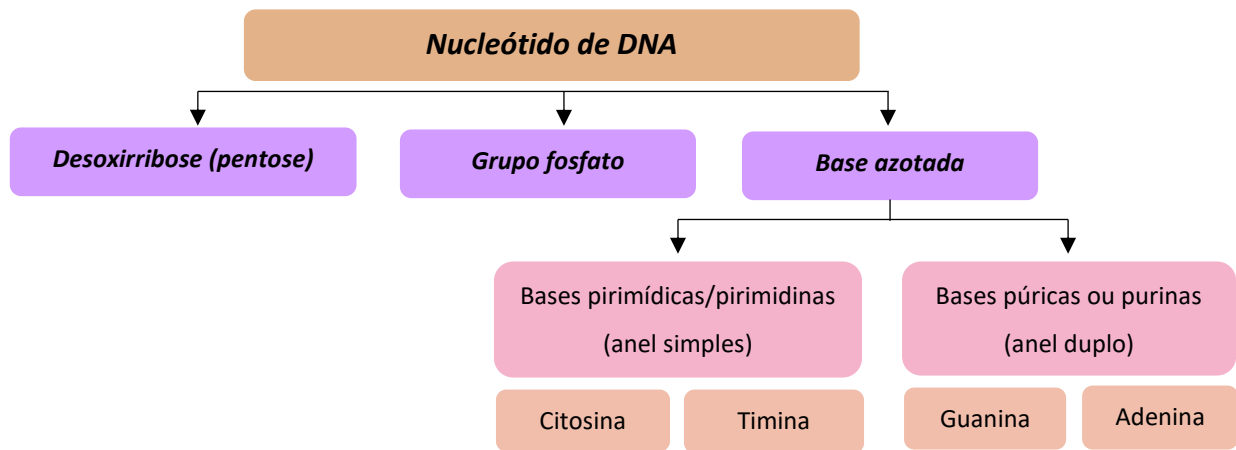 Nucleótido de DNA
Desoxirribose (pentose)
Grupo fosfato
Base azotada
Bases pirimídicas/pirimidinas
(anel simples)
Bases púricas ou purinas
(anel duplo)
Citosina
Timina
Guanina
Adenina